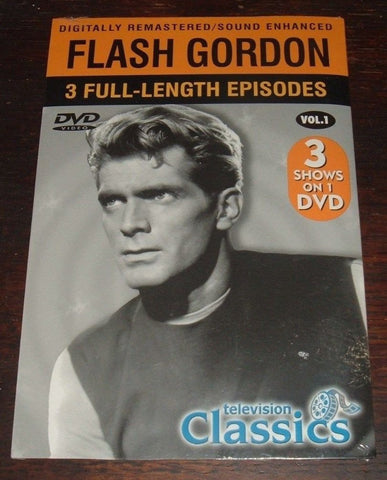 DIGITALLY REMASTERED/SOUND ENHANCED
FLASH GORDON
3 FULL-LENGTH EPISODES
DVD
VIDEO
VOL.1
3
SHOWS
ON 1
DVD
television
Classics